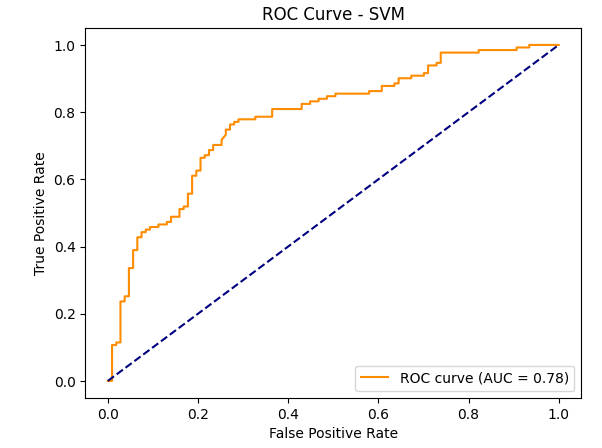 ROC Curve - SVM
True Positive Rate
1.0
0.8
0.6
0.4
0.2
0.0
ROC curve (AUC = 0.78)
0.0 0.2 0.4 0.6 0.8 1.0
False Positive Rate